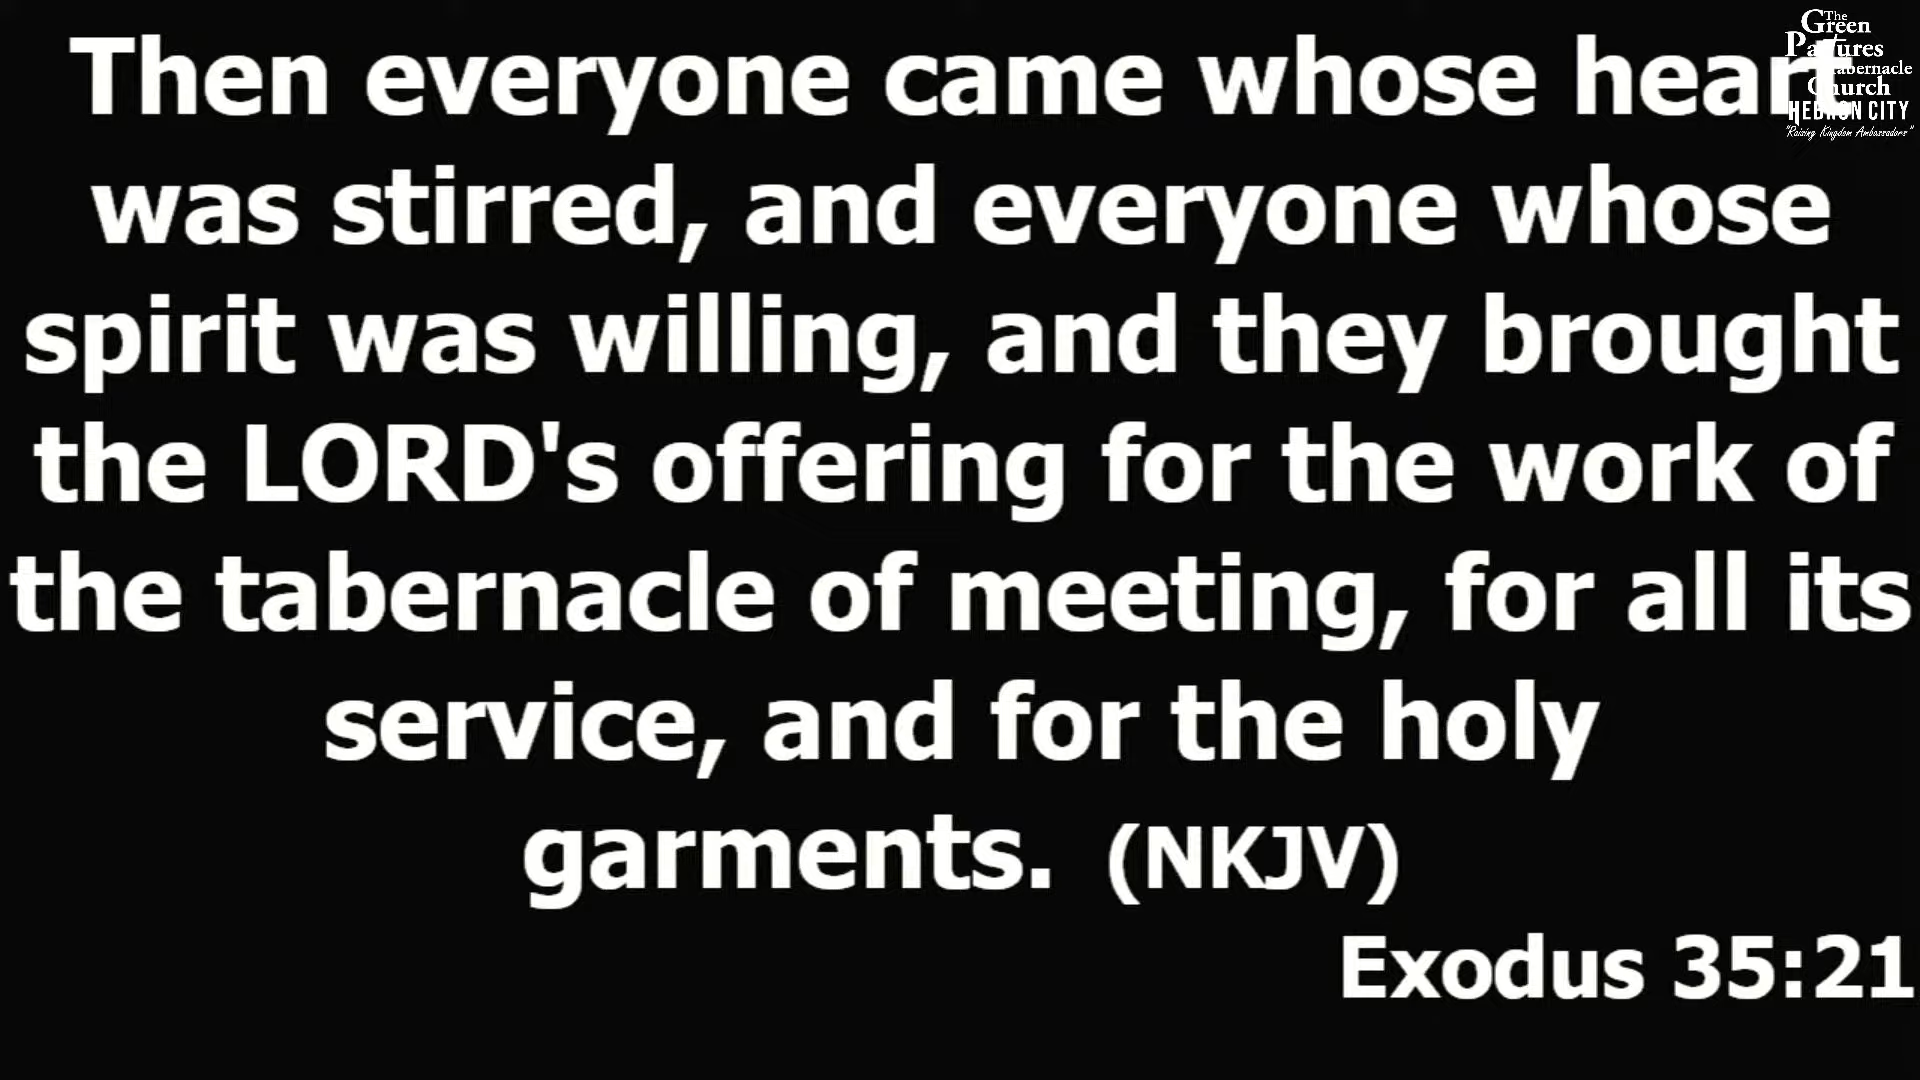 Then everyone came whose heart
was stirred, and everyone whose
spirit was willing, and they brought
the LORD's offering for the work of
the tabernacle of meeting, for all its
service, and for the holy
garments. (NKJV)
Exodus 35:21
The
Green
Pastures
Tabernacle
Church
HEBRON CITY
"Raising Kingdom Ambassadors"